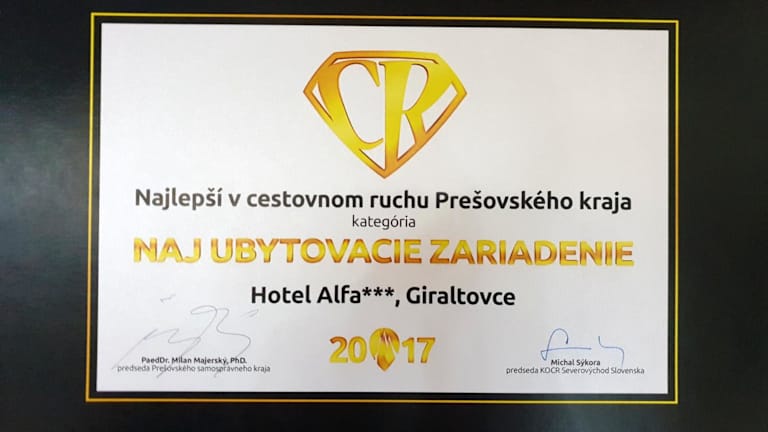 CR
Najlepší v cestovnom ruchu Prešovského kraja
kategória
NAJ UBYTOVACIE ZARIADENIE
Hotel Alfa***, Giraltovce
2017
PaedDr. Milan Majerský, PhD.
predseda Prešovského samosprávneho kraja
Michal Sýkora
predseda KOCR Severovýchod Slovenska